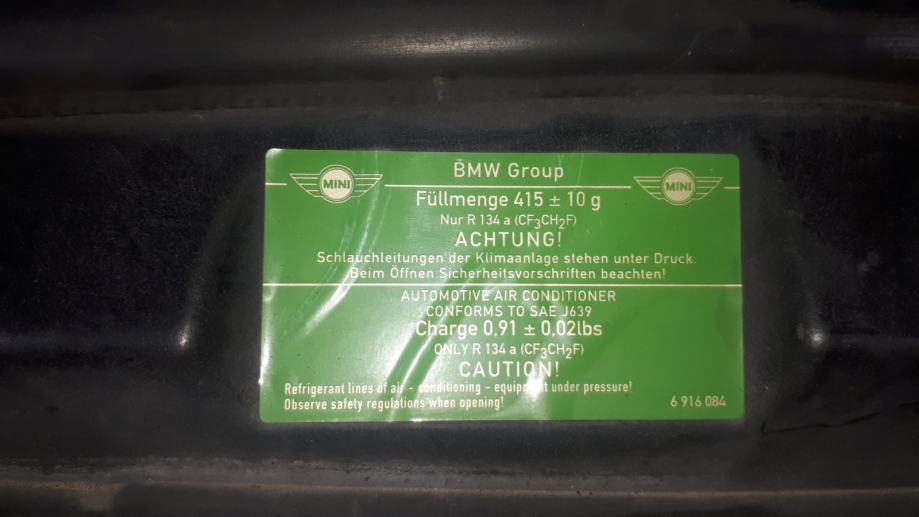 BMW Group
MINI MINI
Füllmenge 415 ± 10 g
Nur R 134 a (CF₃CH₂F)
ACHTUNG!
Schlauchleitungen der Klimaanlage stehen unter Druck.
Beim Öffnen Sicherheitsvorschriften beachten!
AUTOMOTIVE AIR CONDITIONER
CONFORMS TO SAE J639
Charge 0,91 ± 0.02lbs
ONLY R 134 a (CF₃CH₂F)
CAUTION!
Refrigerant lines of air - conditioning - equipment under pressure!
Observe safety regulations when opening!
6 916 084